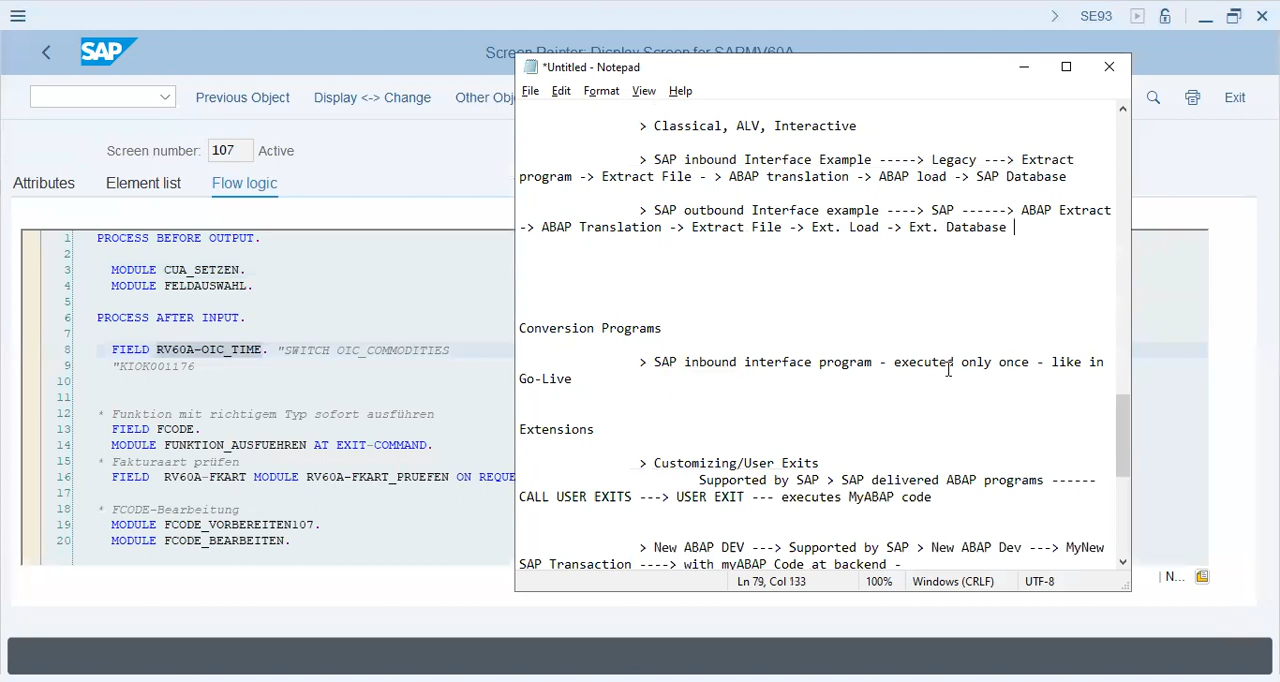 SE93
SAP
Screen Painter: Display Screen for SAPMV60A
Previous Object
Display <-> Change
Other Obj
Exit
Screen number: 107 Active
Attributes
Element list
Flow logic
1 PROCESS BEFORE OUTPUT.
2
3 MODULE CUA_SETZEN.
4 MODULE FELDAUSWAHL.
5
6 PROCESS AFTER INPUT.
7
8 FIELD RV60A-OIC_TIME. "SWITCH OIC_COMMODITIES
9 "KIOK001176
10
11
12 * Funktion mit richtigem Typ sofort ausführen
13 FIELD FCODE.
14 MODULE FUNKTION_AUSFUEHREN AT EXIT-COMMAND.
15 * Fakturaart prüfen
16 FIELD RV60A-FKART MODULE RV60A-FKART_PRUEFEN ON REQUE
17
18 * FCODE-Bearbeitung
19 MODULE FCODE_VORBEREITEN107.
20 MODULE FCODE_BEARBEITEN.
N...
*Untitled - Notepad
File Edit Format View Help
> Classical, ALV, Interactive
> SAP inbound Interface Example -----> Legacy ---> Extract
program -> Extract File - > ABAP translation -> ABAP load -> SAP Database
> SAP outbound Interface example ----> SAP ------> ABAP Extract
-> ABAP Translation -> Extract File -> Ext. Load -> Ext. Database
Conversion Programs
> SAP inbound interface program - executed only once - like in
Go-Live
Extensions
> Customizing/User Exits
Supported by SAP > SAP delivered ABAP programs ------
CALL USER EXITS ---> USER EXIT --- executes MyABAP code
> New ABAP DEV ---> Supported by SAP > New ABAP Dev ---> MyNew
SAP Transaction ----> with myABAP Code at backend -
Ln 79, Col 133
100%
Windows (CRLF)
UTF-8